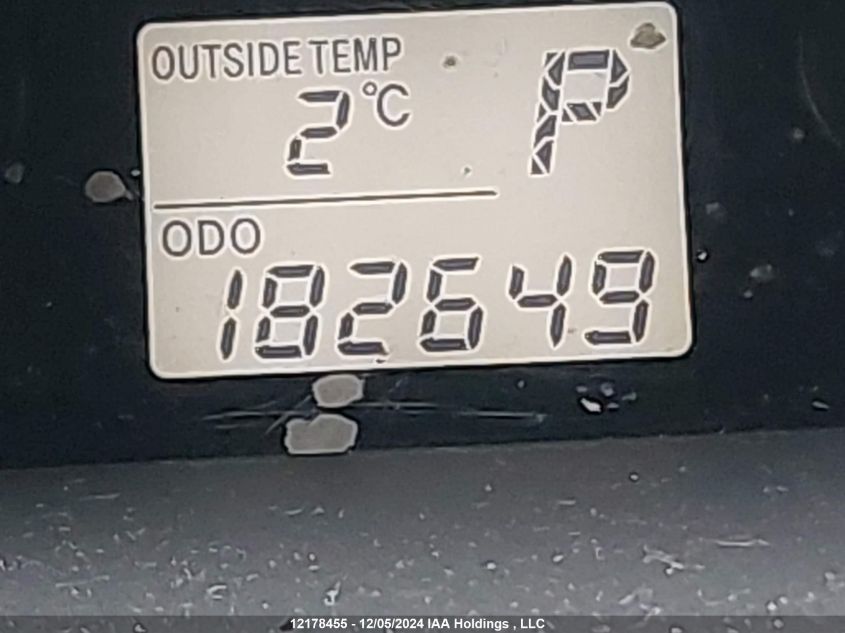 OUTSIDE TEMP
2°C
P
ODO
182649
12178455 - 12/05/2024 IAA Holdings , LLC